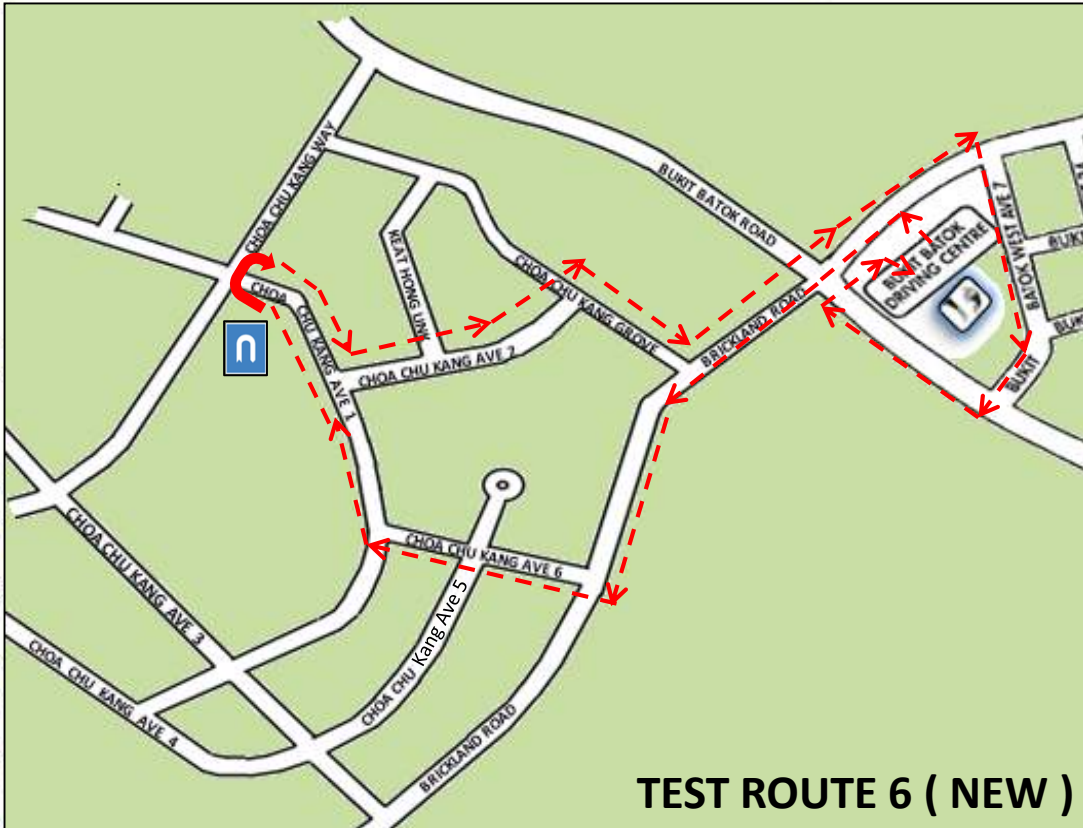 CHOA CHU KANG WAY
BUKIT BATOK ROAD
BATOK WEST AVE 7
BUKIT
BUKIT BATOK
DRIVING CENTRE
KEAT HONG LINK
CHOA CHU KANG GROVE
BRICKLAND ROAD
CHOA CHU KANG AVE 1
CHOA CHU KANG AVE 2
CHOA CHU KANG AVE 6
CHOA CHU Kang Ave 5
CHOA CHU KANG AVE 3
CHOA CHU KANG AVE 4
BRICKLAND ROAD
TEST ROUTE 6 ( NEW )